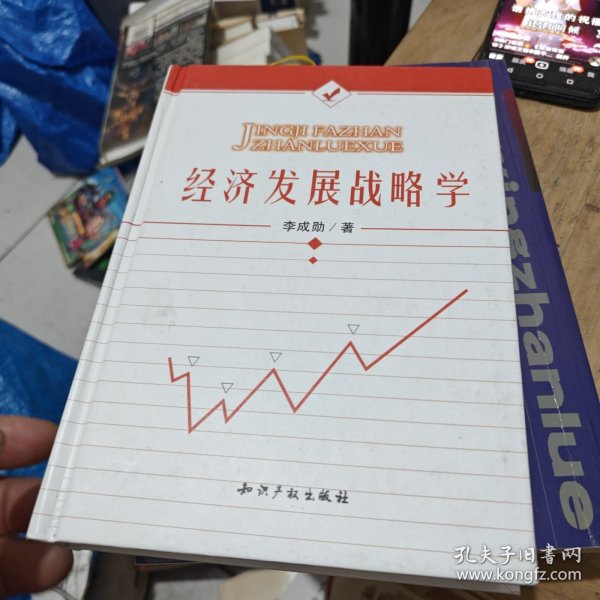 JINGJI FAZHAN
ZHANLUEXUE
经济发展战略学
李成勋/著
知识产权出版社
ingzhanlue
孔夫子旧书网
www.kongfz.com